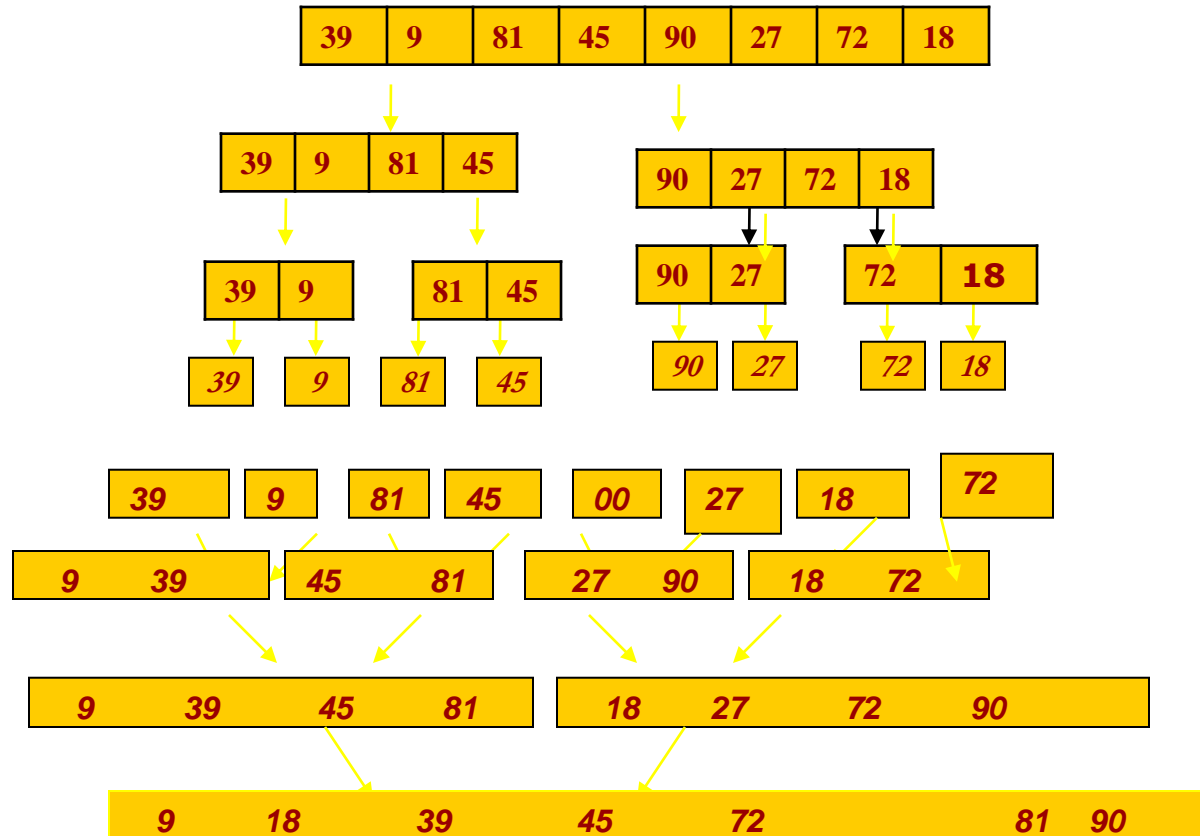 39 9 81 45 90 27 72 18
39 9 81 45
90 27 72 18
39 9
81 45
90 27
72 18
39 9 81 45
90 27 72 18
39 9 81 45 00 27 18 72
9 39
45 81
27 90
18 72
9 39 45 81
18 27 72 90
9 18 39 45 72 81 90